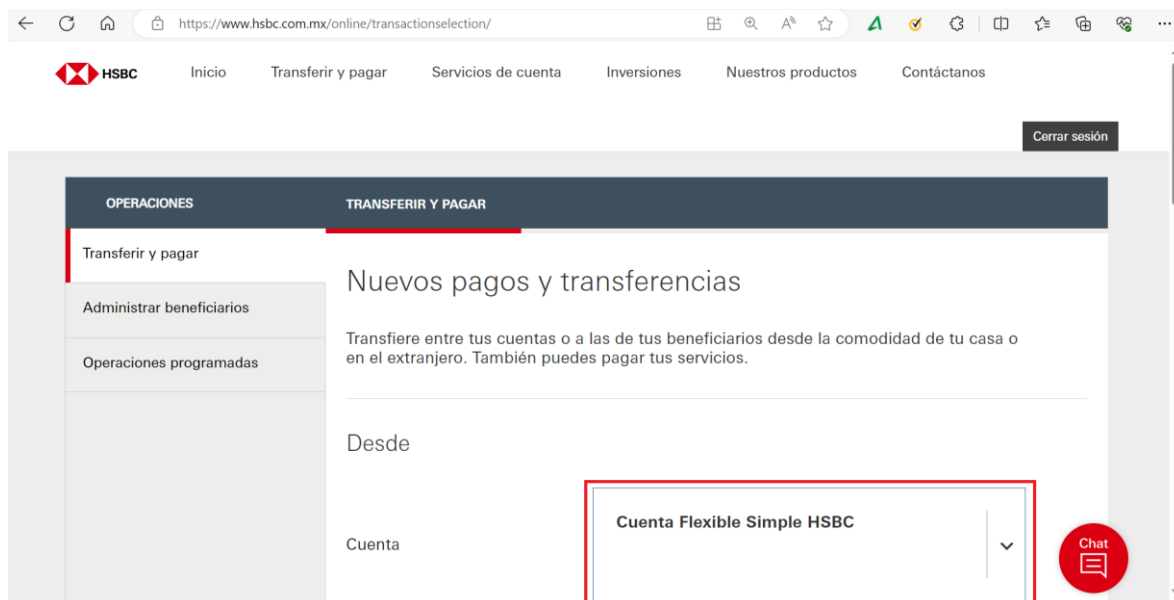 https://www.hsbc.com.mx/online/transactionselection/
HSBC Inicio Transferir y pagar Servicios de cuenta Inversiones Nuestros productos Contáctanos
Cerrar sesión
OPERACIONES TRANSFERIR Y PAGAR
Transferir y pagar
Nuevos pagos y transferencias
Administrar beneficiarios
Transfiere entre tus cuentas o a las de tus beneficiarios desde la comodidad de tu casa o
en el extranjero. También puedes pagar tus servicios.
Operaciones programadas
Desde
Cuenta Flexible Simple HSBC
Cuenta
Chat